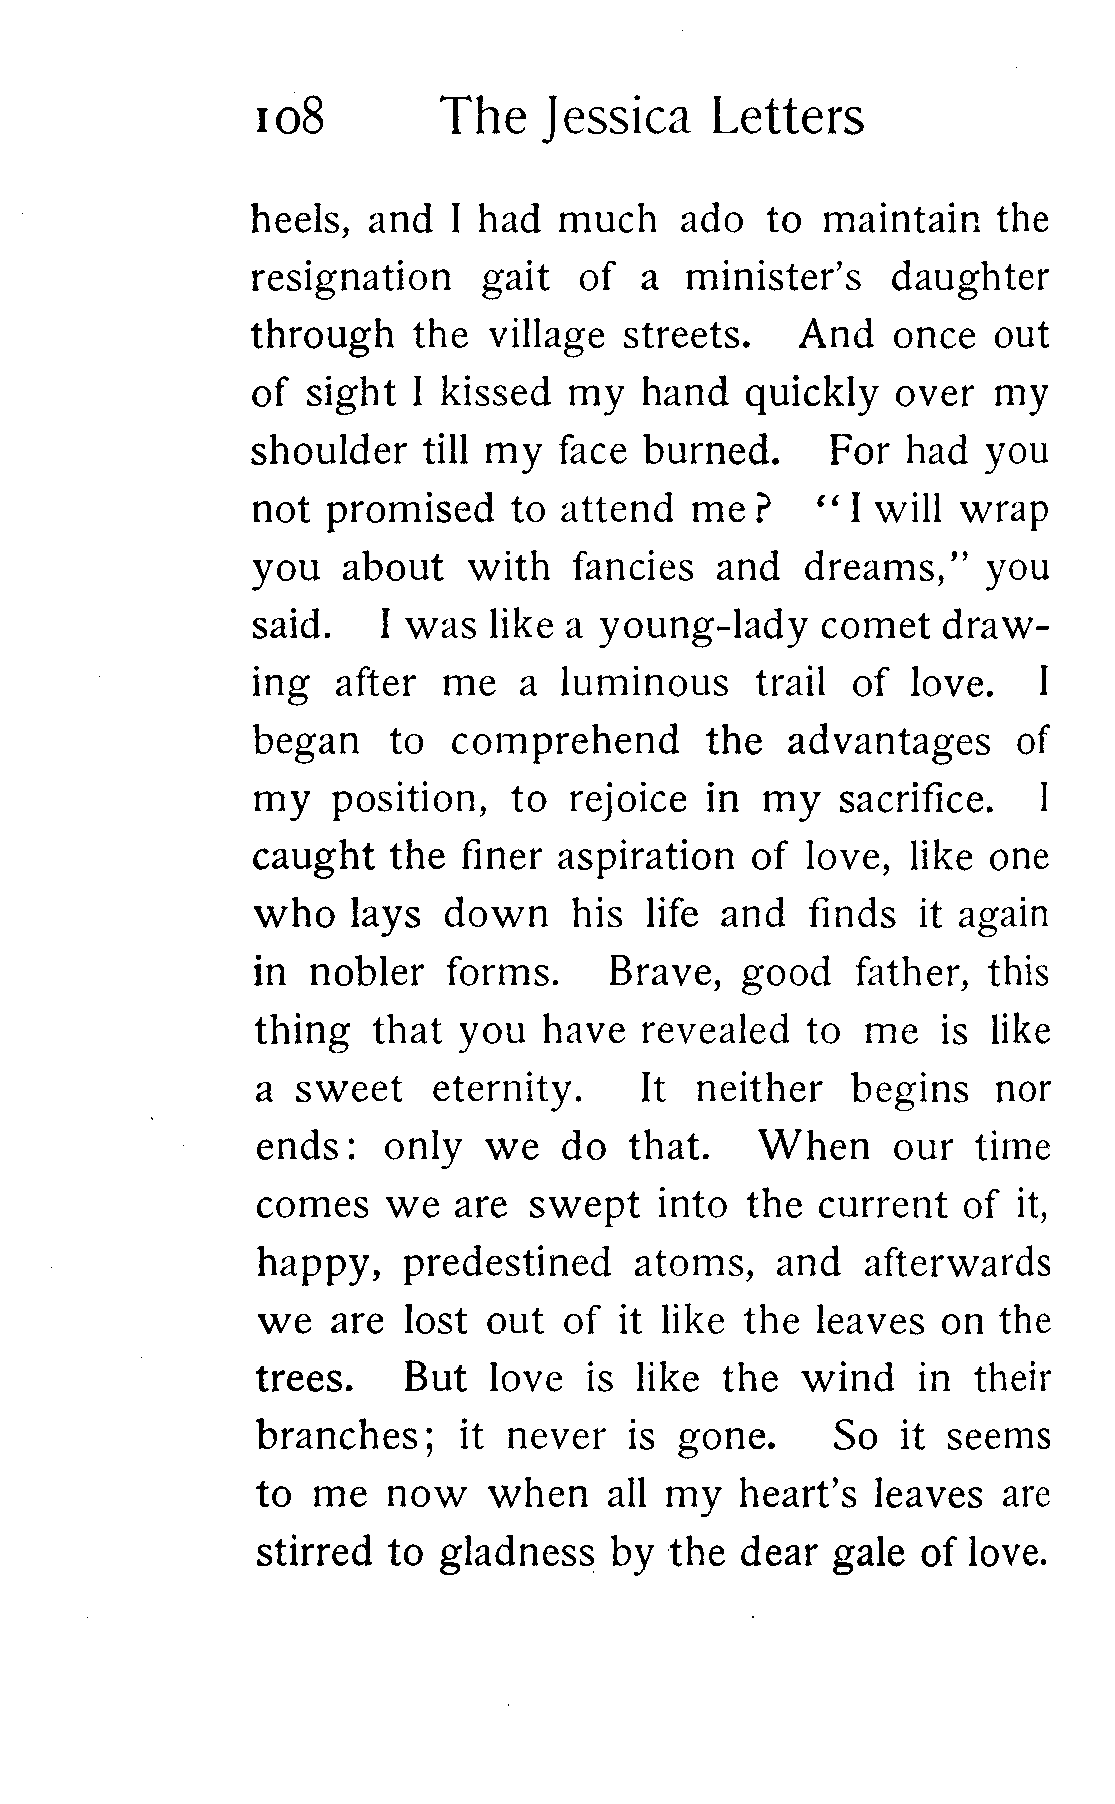 108 The Jessica Letters
heels, and I had much ado to maintain the
resignation gait of a minister's daughter
through the village streets. And once out
of sight I kissed my hand quickly over my
shoulder till my face burned. For had you
not promised to attend me? "I will wrap
you about with fancies and dreams," you
said. I was like a young-lady comet draw-
ing after me a luminous trail of love. I
began to comprehend the advantages of
my position, to rejoice in my sacrifice. I
caught the finer aspiration of love, like one
who lays down his life and finds it again
in nobler forms. Brave, good father, this
thing that you have revealed to me is like
a sweet eternity. It neither begins nor
ends: only we do that. When our time
comes we are swept into the current of it,
happy, predestined atoms, and afterwards
we are lost out of it like the leaves on the
trees. But love is like the wind in their
branches; it never is gone. So it seems
to me now when all my heart's leaves are
stirred to gladness by the dear gale of love.